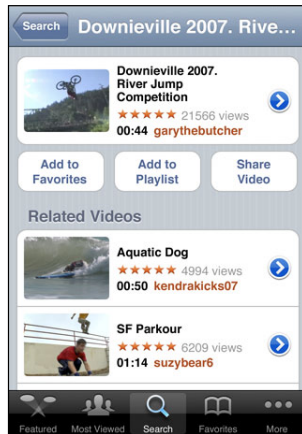 Search
Downieville 2007. Rive...
Downieville 2007.
River Jump
Competition
21566 views
00:44 garythebutcher
Add to
Favorites
Add to
Playlist
Share
Video
Related Videos
Aquatic Dog
4994 views
00:50 kendrakicks07
SF Parkour
6209 views
01:14 suzybear6
Featured
Most Viewed
Search
Favorites
More